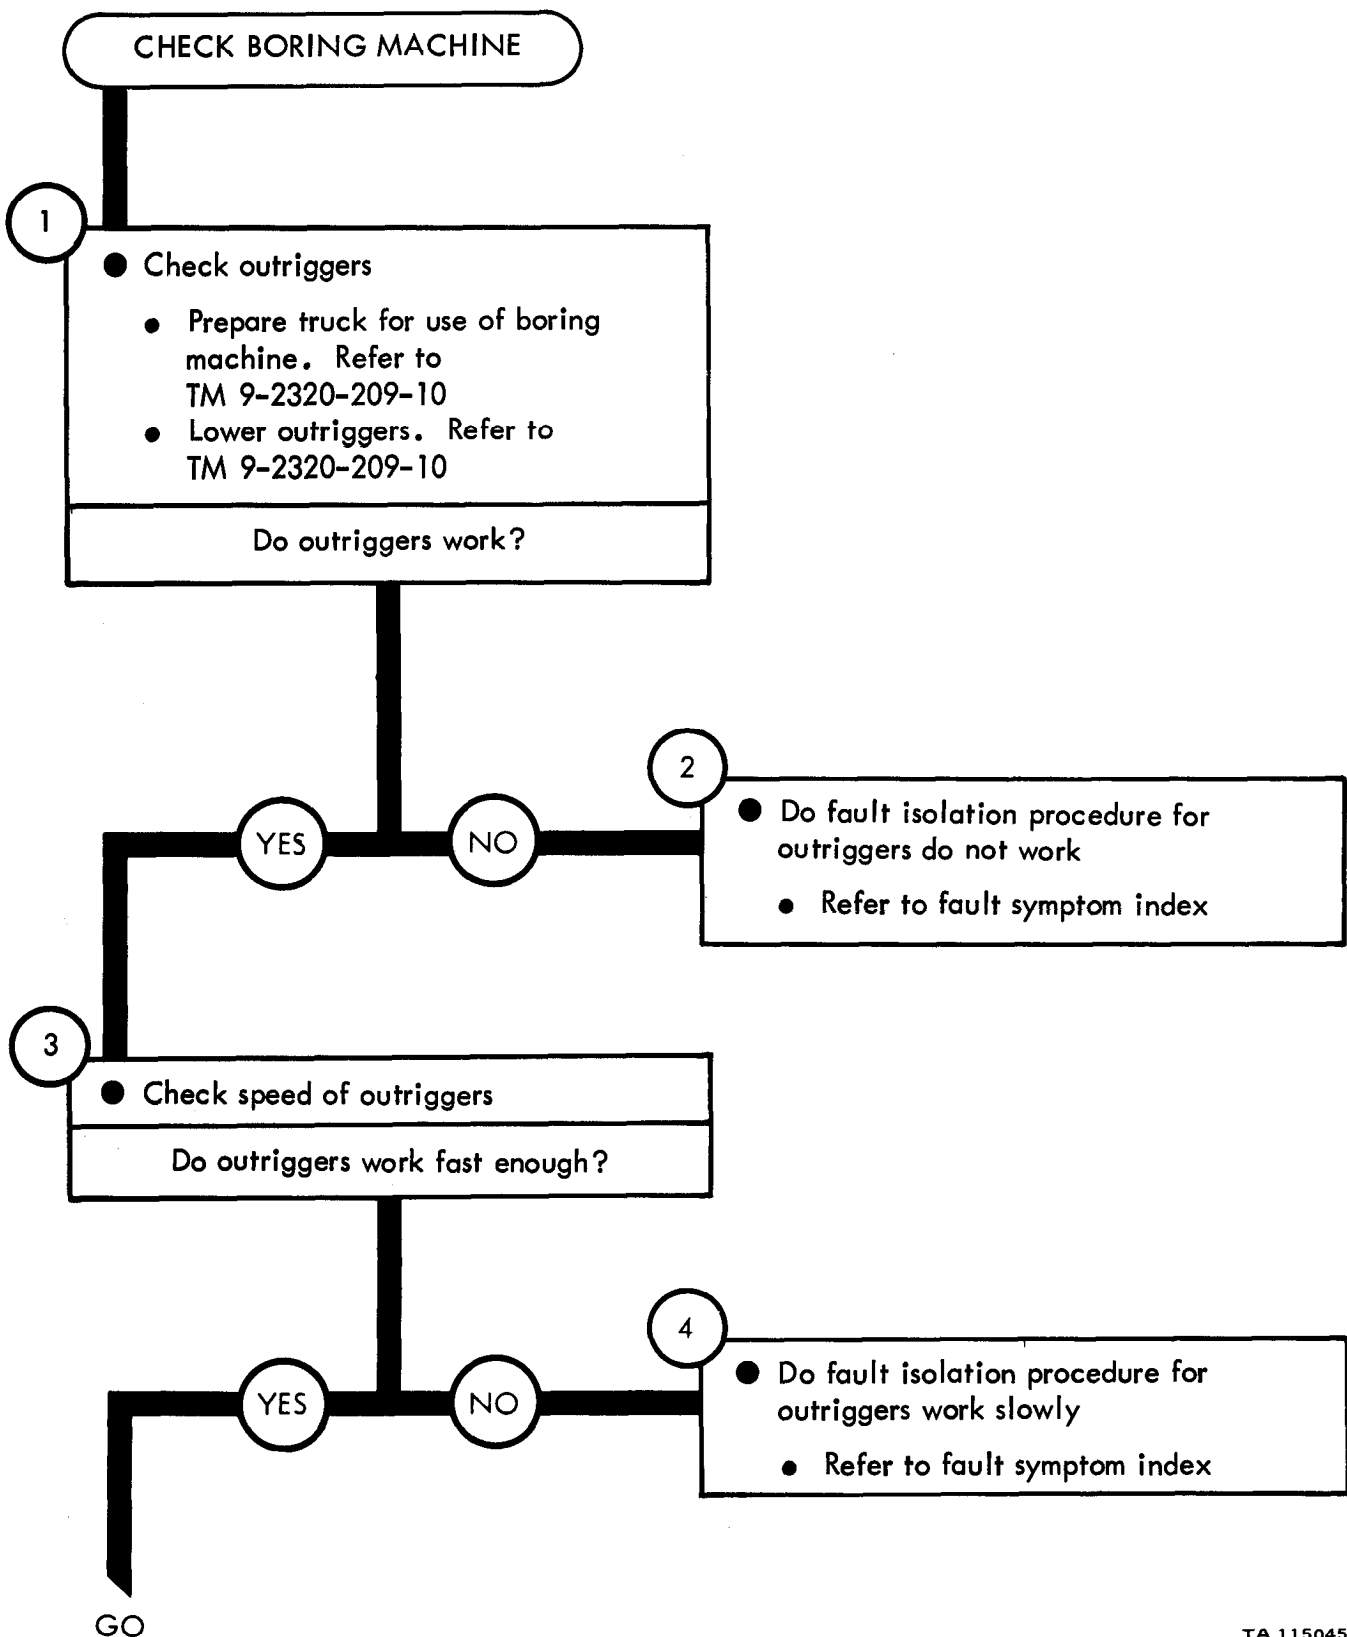 CHECK BORING MACHINE
1
● Check outriggers
● Prepare truck for use of boring
machine. Refer to
TM 9-2320-209-10
● Lower outriggers. Refer to
TM 9-2320-209-10
Do outriggers work?
YES
NO
2
● Do fault isolation procedure for
outriggers do not work
● Refer to fault symptom index
3
● Check speed of outriggers
Do outriggers work fast enough?
YES
NO
4
● Do fault isolation procedure for
outriggers work slowly
● Refer to fault symptom index
GO
TA 115045